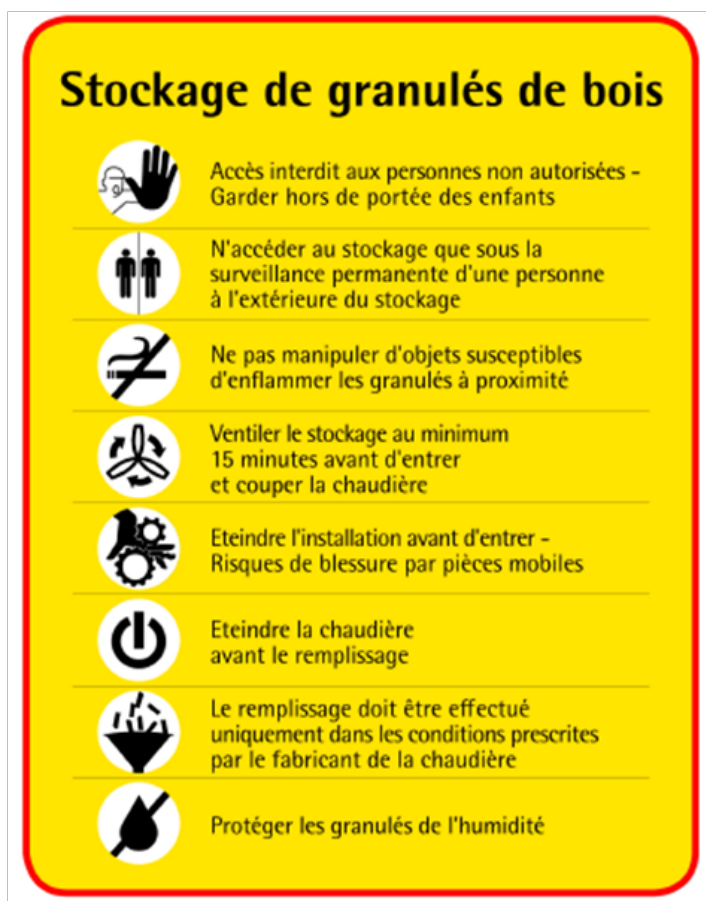 Stockage de granulés de bois
Accès interdit aux personnes non autorisées -
Garder hors de portée des enfants
N'accéder au stockage que sous la
surveillance permanente d'une personne
à l'extérieure du stockage
Ne pas manipuler d'objets susceptibles
d'enflammer les granulés à proximité
Ventiler le stockage au minimum
15 minutes avant d'entrer
et couper la chaudière
Eteindre l'installation avant d'entrer -
Risques de blessure par pièces mobiles
Eteindre la chaudière
avant le remplissage
Le remplissage doit être effectué
uniquement dans les conditions prescrites
par le fabricant de la chaudière
Protéger les granulés de l'humidité